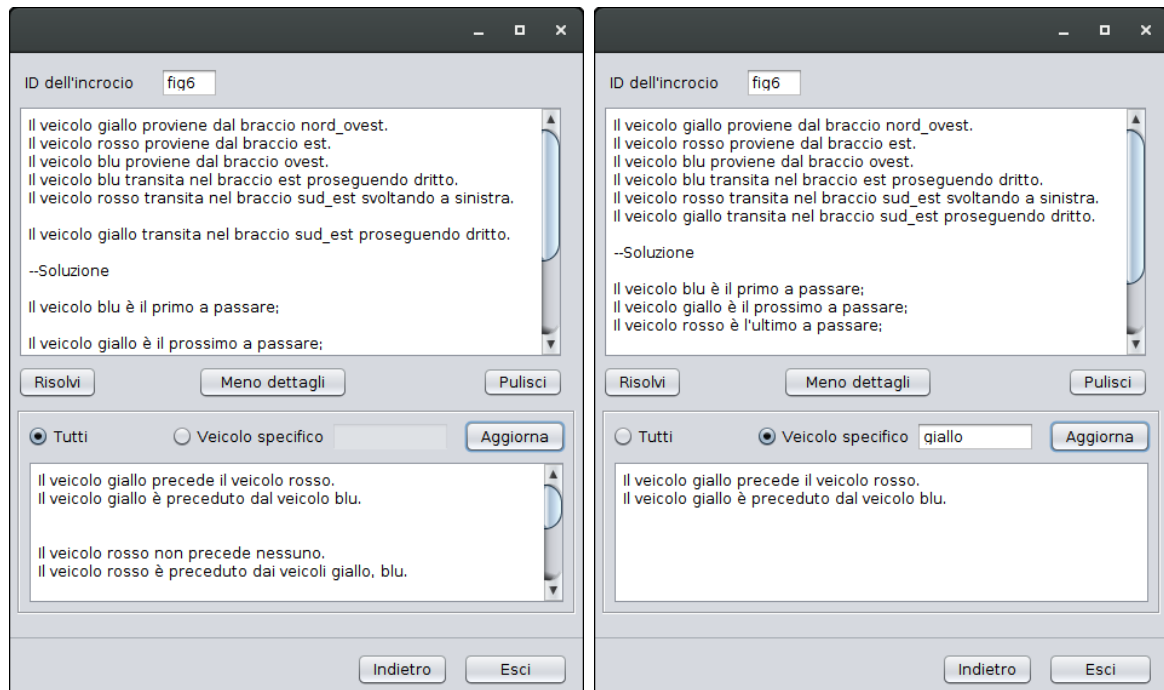 ID dell'incrocio fig6
Il veicolo giallo proviene dal braccio nord_ovest.
Il veicolo rosso proviene dal braccio est.
Il veicolo blu proviene dal braccio ovest.
Il veicolo blu transita nel braccio est proseguendo dritto.
Il veicolo rosso transita nel braccio sud_est svoltando a sinistra.
Il veicolo giallo transita nel braccio sud_est proseguendo dritto.
--Soluzione
Il veicolo blu è il primo a passare;
Il veicolo giallo è il prossimo a passare;
Risolvi Meno dettagli Pulisci
Tutti Veicolo specifico Aggiorna
Il veicolo giallo precede il veicolo rosso.
Il veicolo giallo è preceduto dal veicolo blu.
Il veicolo rosso non precede nessuno.
Il veicolo rosso è preceduto dai veicoli giallo, blu.
Indietro Esci
ID dell'incrocio fig6
Il veicolo giallo proviene dal braccio nord_ovest.
Il veicolo rosso proviene dal braccio est.
Il veicolo blu proviene dal braccio ovest.
Il veicolo blu transita nel braccio est proseguendo dritto.
Il veicolo rosso transita nel braccio sud_est svoltando a sinistra.
Il veicolo giallo transita nel braccio sud_est proseguendo dritto.
--Soluzione
Il veicolo blu è il primo a passare;
Il veicolo giallo è il prossimo a passare;
Il veicolo rosso è l'ultimo a passare;
Risolvi Meno dettagli Pulisci
Tutti Veicolo specifico giallo Aggiorna
Il veicolo giallo precede il veicolo rosso.
Il veicolo giallo è preceduto dal veicolo blu.
Indietro Esci